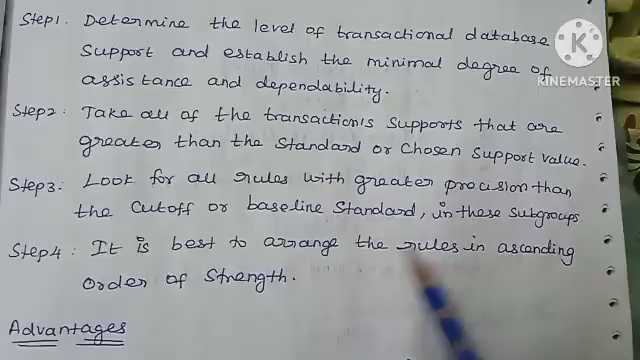 Step1: Determine the level of transactional database
Support and establish the minimal degree of
assistance and dependability.
Step2: Take all of the transactionis supports that are
greater than the standard or chosen support value.
Step3: Look for all rules with greater precision than
the cutoff or baseline standard, in these subgroups.
Step4: It is best to arrange the rules in ascending
order of strength.
Advantages
KINEMASTER